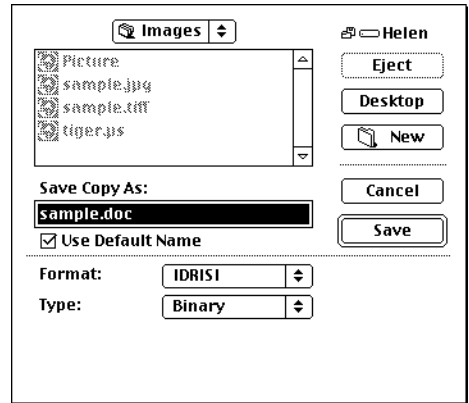 Images
Helen
Picture
sample.jpg
sample.tiff
tiger.ps
Eject
Desktop
New
Save Copy As:
sample.doc
Use Default Name
Cancel
Save
Format: IDRISI
Type: Binary